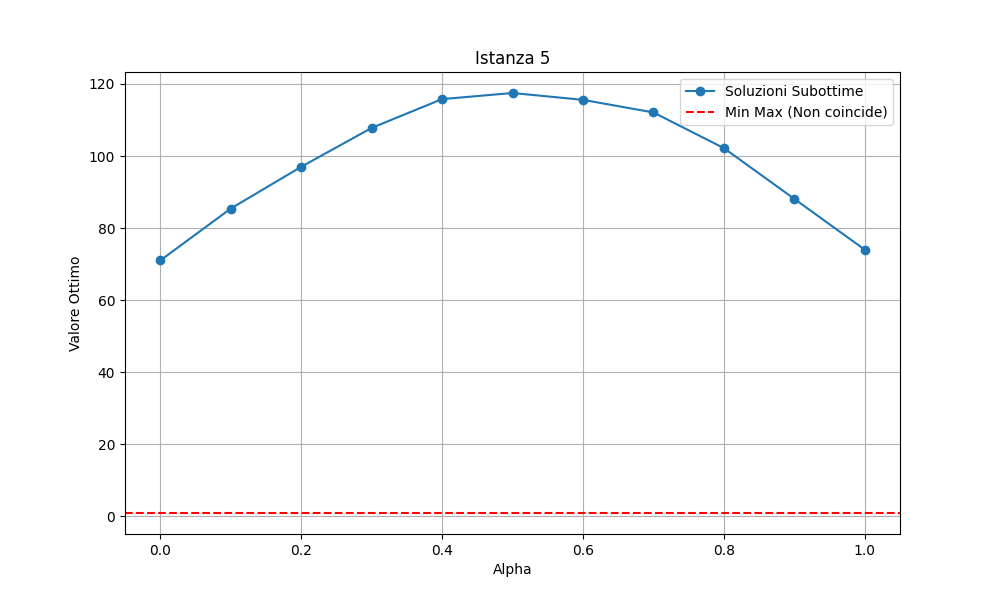 Istanza 5
Soluzioni Subottime
Min Max (Non coincide)
Valore Ottimo
120
100
80
60
40
20
0
0.0 0.2 0.4 0.6 0.8 1.0
Alpha